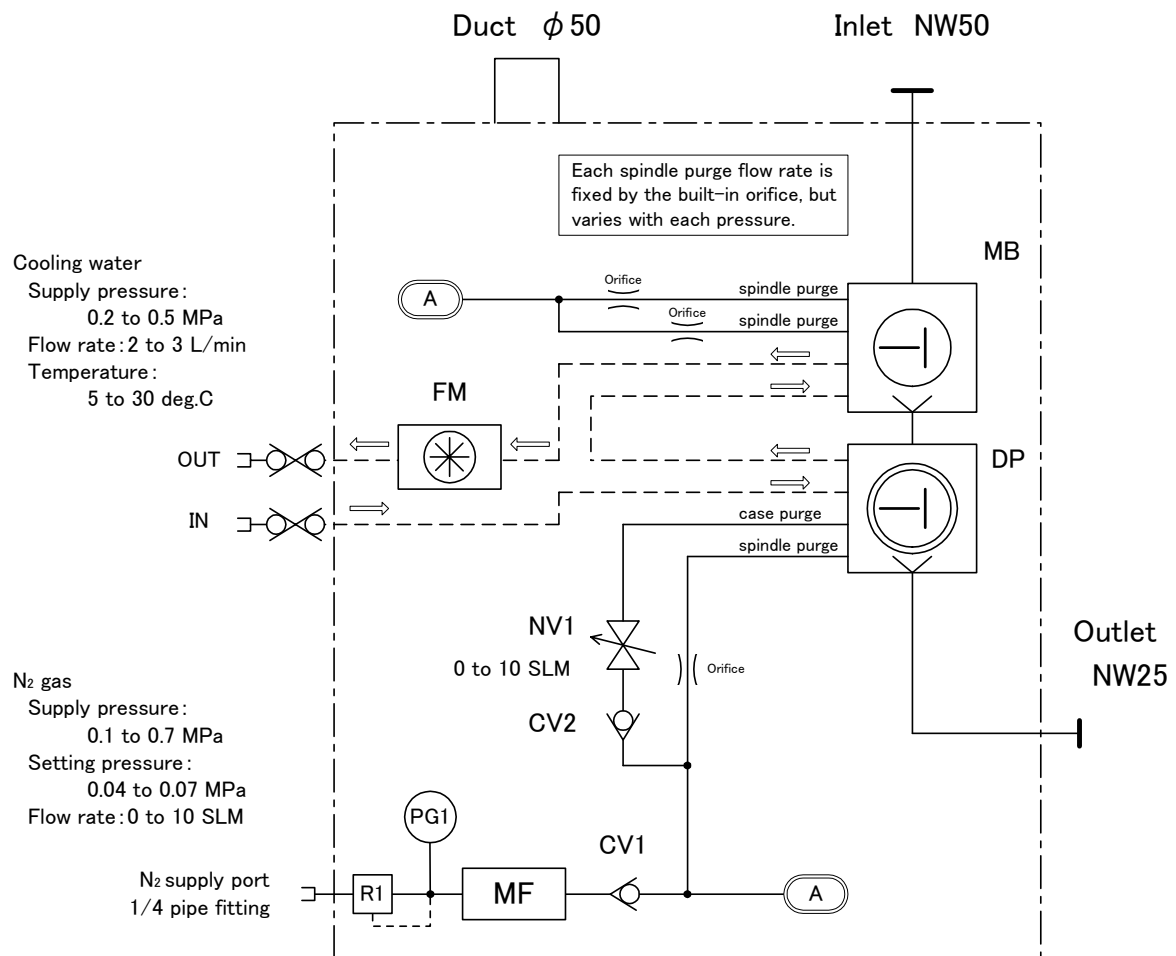 Duct φ50
Inlet NW50
Each spindle purge flow rate is
fixed by the built-in orifice, but
varies with each pressure.
MB
Cooling water
Supply pressure:
0.2 to 0.5 MPa
Flow rate:2 to 3 L/min
Temperature:
5 to 30 deg.C
A
Orifice
spindle purge
Orifice
spindle purge
FM
OUT
IN
DP
case purge
spindle purge
NV1
0 to 10 SLM
Orifice
CV2
Outlet
NW25
N₂ gas
Supply pressure:
0.1 to 0.7 MPa
Setting pressure:
0.04 to 0.07 MPa
Flow rate:0 to 10 SLM
PG1
CV1
N₂ supply port
1/4 pipe fitting
R1
MF
A